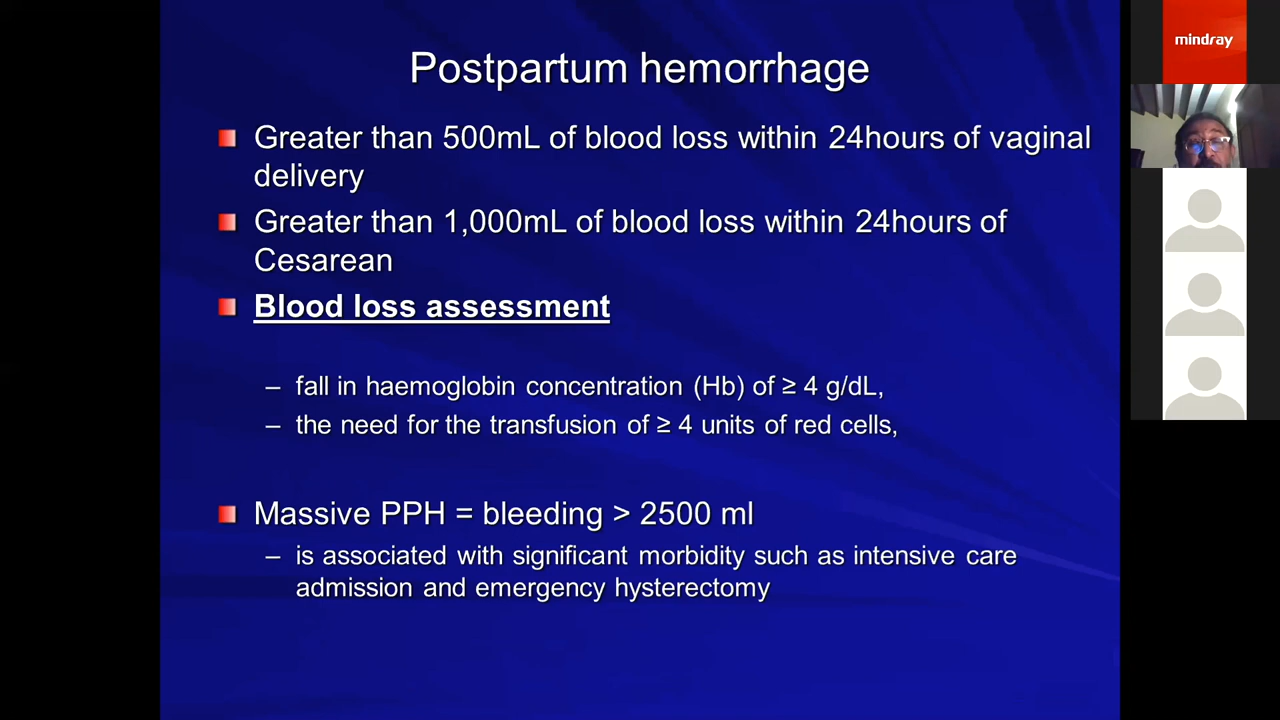 Postpartum hemorrhage
Greater than 500mL of blood loss within 24hours of vaginal
delivery
Greater than 1,000mL of blood loss within 24hours of
Cesarean
Blood loss assessment
– fall in haemoglobin concentration (Hb) of ≥ 4 g/dL,
– the need for the transfusion of ≥ 4 units of red cells,
Massive PPH = bleeding > 2500 ml
– is associated with significant morbidity such as intensive care
admission and emergency hysterectomy
mindray